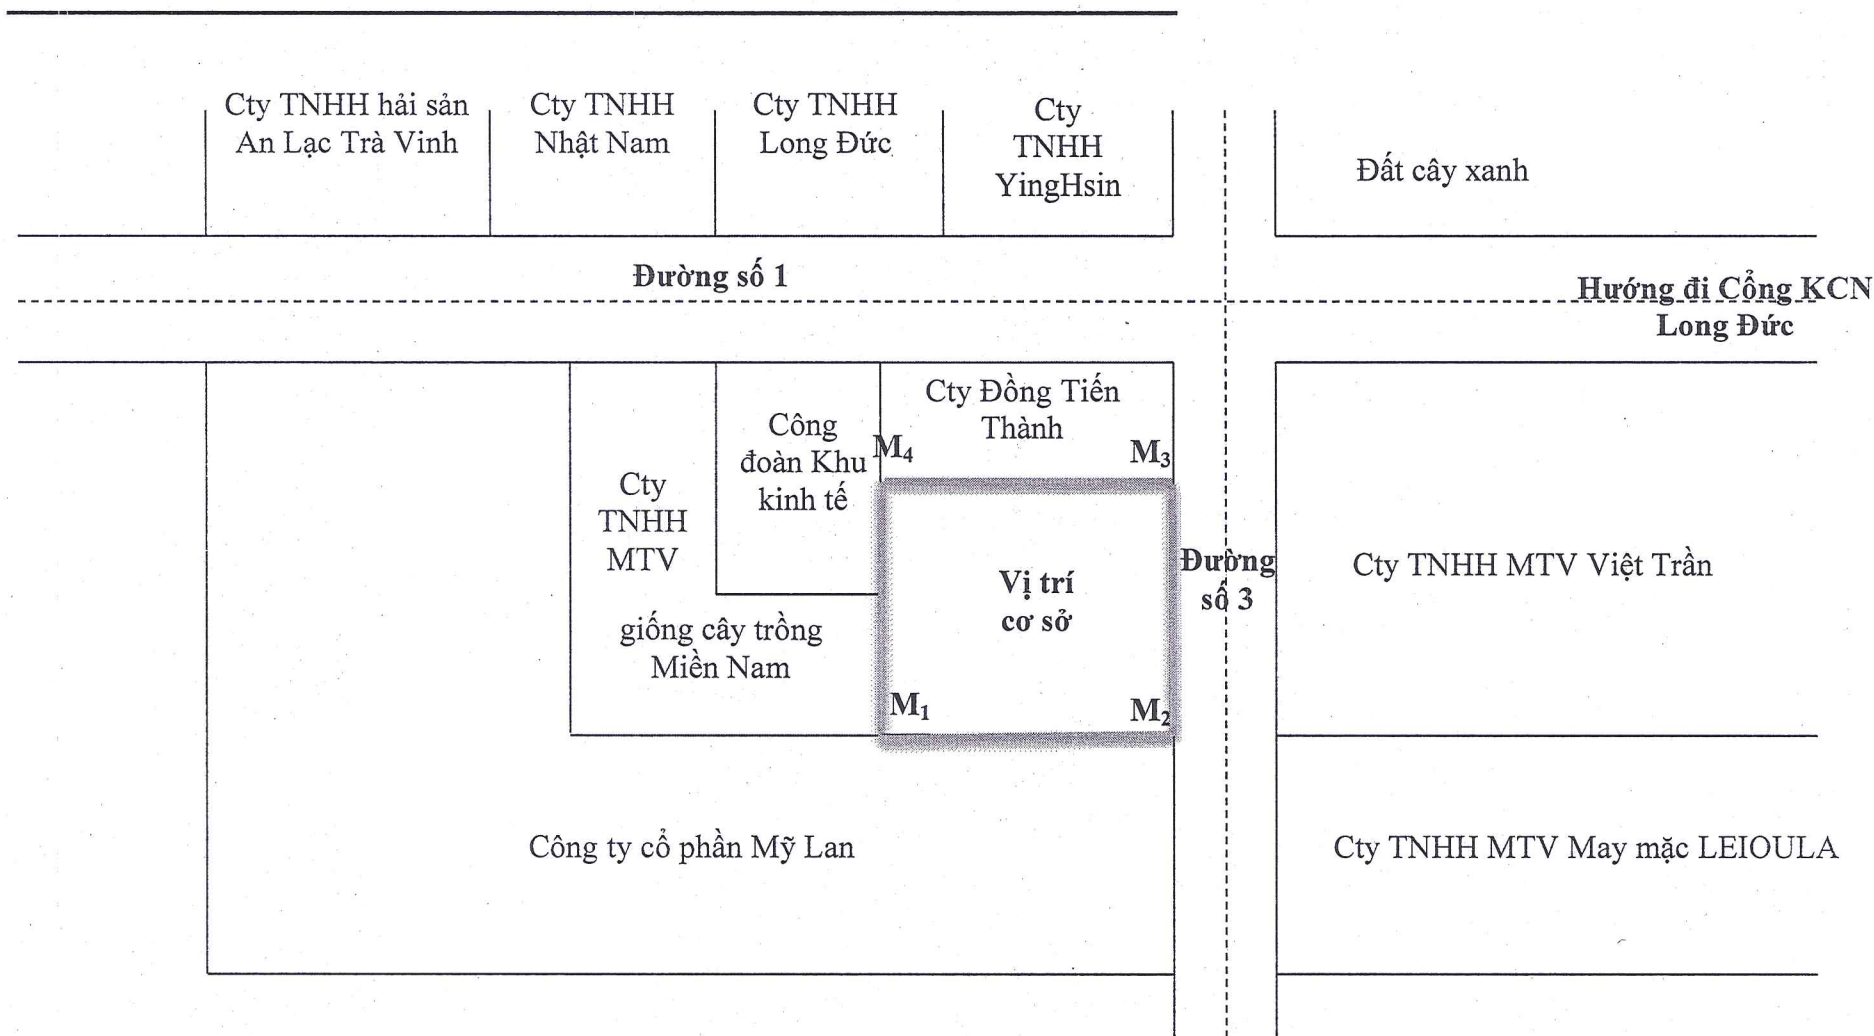 Cty TNHH hải sản
An Lạc Trà Vinh
Cty TNHH
Nhật Nam
Cty TNHH
Long Đức
Cty
TNHH
YingHsin
Đất cây xanh
Đường số 1
Hướng đi Cổng KCN
Long Đức
Cty Đồng Tiến
Thành
Công
đoàn Khu
kinh tế
M₄
M₃
Cty
TNHH
MTV
giống cây trồng
Miền Nam
Vị trí
cơ sở
Đường
số 3
Cty TNHH MTV Việt Trần
M₁
M₂
Công ty cổ phần Mỹ Lan
Cty TNHH MTV May mặc LEIOULA